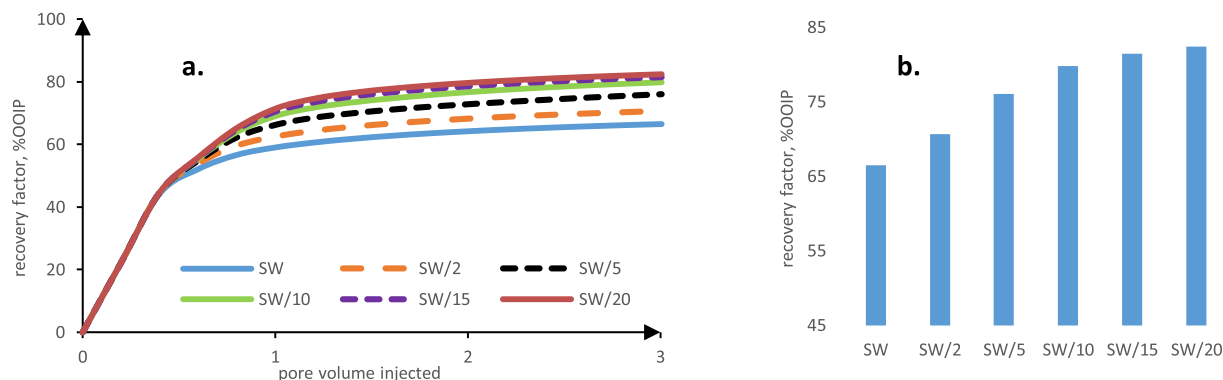 a.
recovery factor, %OOIP
100
80
60
40
20
0
0 1 2 3
pore volume injected
SW SW/2 SW/5
SW/10 SW/15 SW/20
b.
recovery factor, %OOIP
85
75
65
55
45
SW SW/2 SW/5 SW/10 SW/15 SW/20